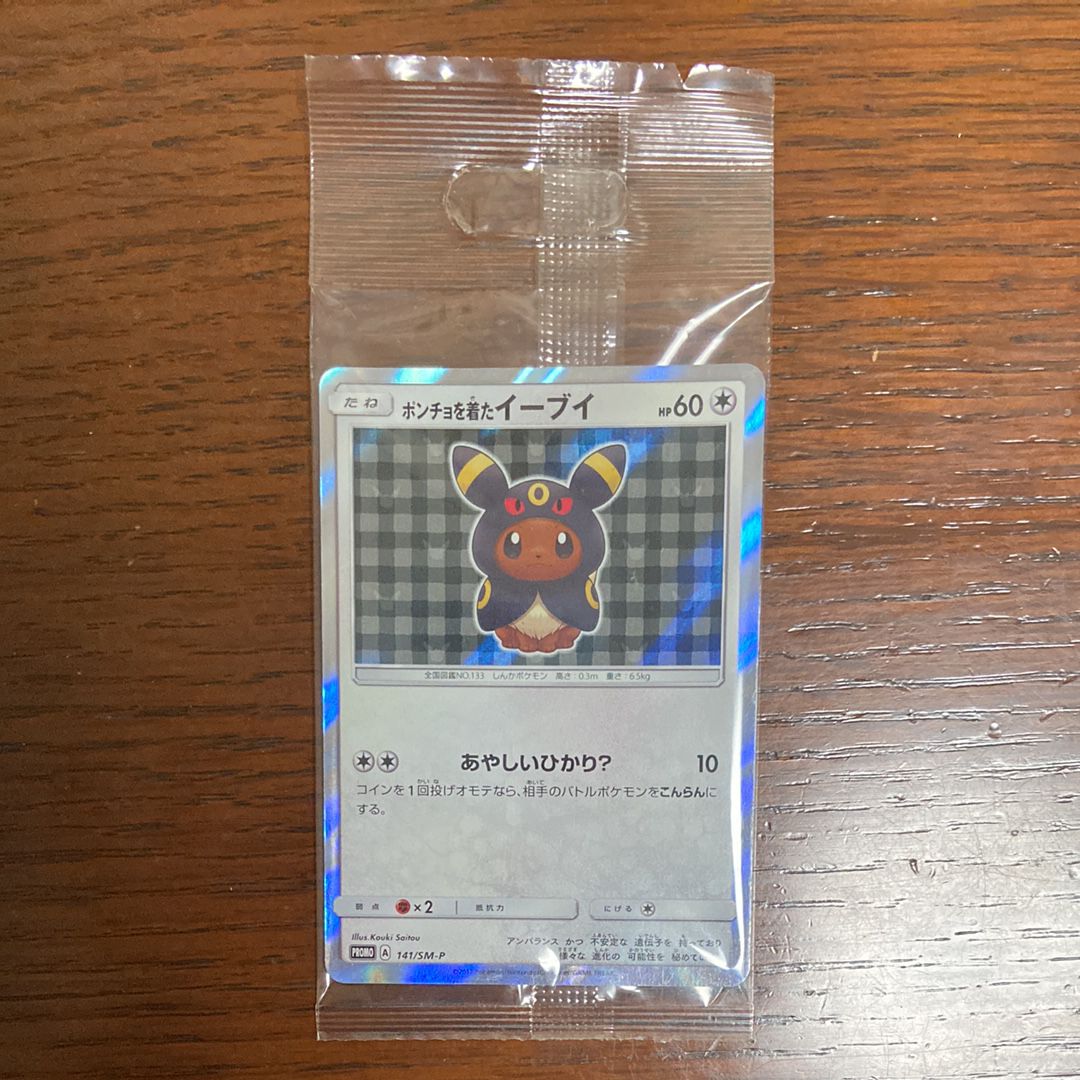 たね ポンチョを着たイーブイ HP60
全国図鑑NO.133 しんかポケモン 高さ:0.3m 重さ:6.5kg
あやしいひかり? 10
コインを1回投げオモテなら、相手のバトルポケモンをこんらんに
する。
弱点 ×2 抵抗力 にげる
Illus.Kouki Saitou
アンバランス かつ 不安定な 遺伝子を 持っており
様々な 進化の 可能性を 秘めてい
PROMO A 141/SM-P